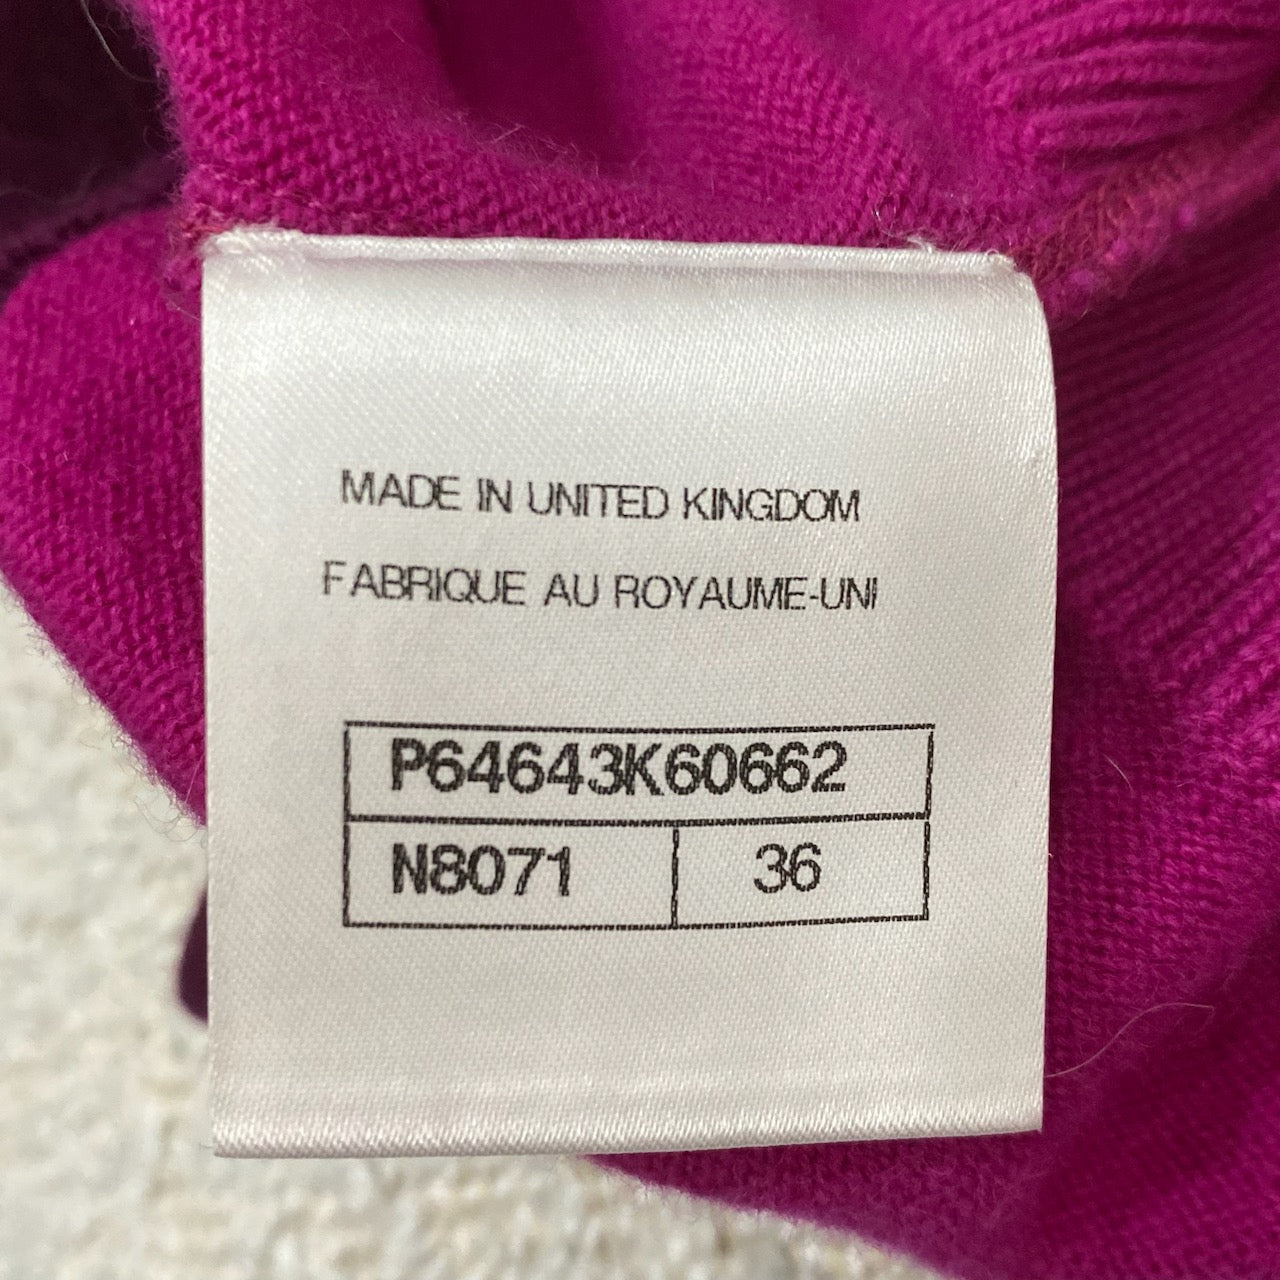 MADE IN UNITED KINGDOM
FABRIQUE AU ROYAUME-UNI
P64643K60662
N8071 36